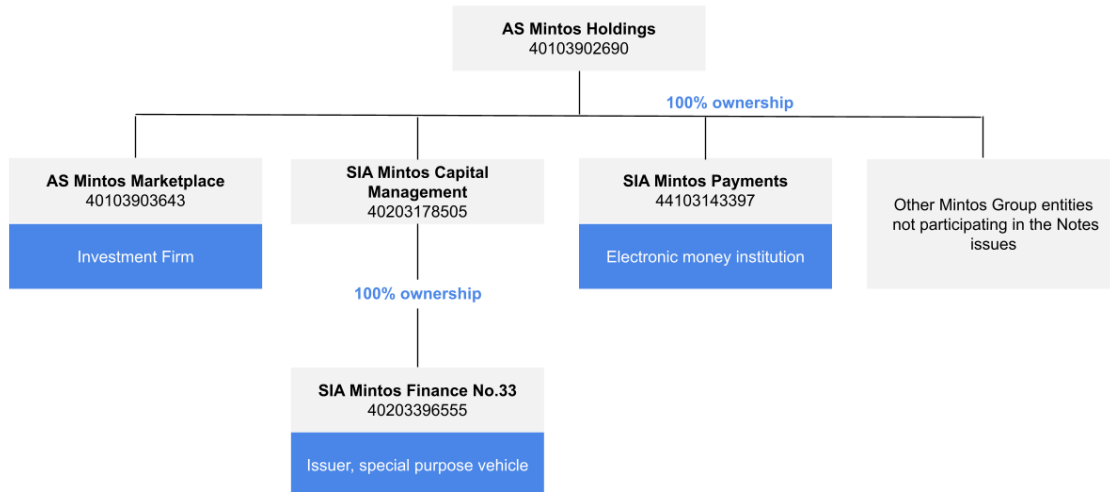 AS Mintos Holdings
40103902690
100% ownership
AS Mintos Marketplace
40103903643
Investment Firm
SIA Mintos Capital
Management
40203178505
SIA Mintos Payments
44103143397
Electronic money institution
Other Mintos Group entities
not participating in the Notes
issues
100% ownership
SIA Mintos Finance No.33
40203396555
Issuer, special purpose vehicle